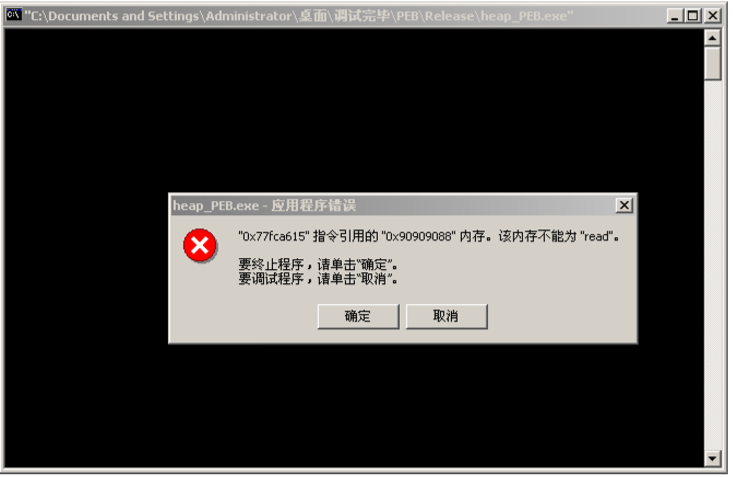 "C:\Documents and Settings\Administrator\桌面\调试完毕\PEB\Release\heap_PEB.exe"
heap_PEB.exe - 应用程序错误
"0x77fca615" 指令引用的 "0x90909088" 内存。该内存不能为 "read"。
要终止程序，请单击"确定"。
要调试程序，请单击"取消"。
确定 取消